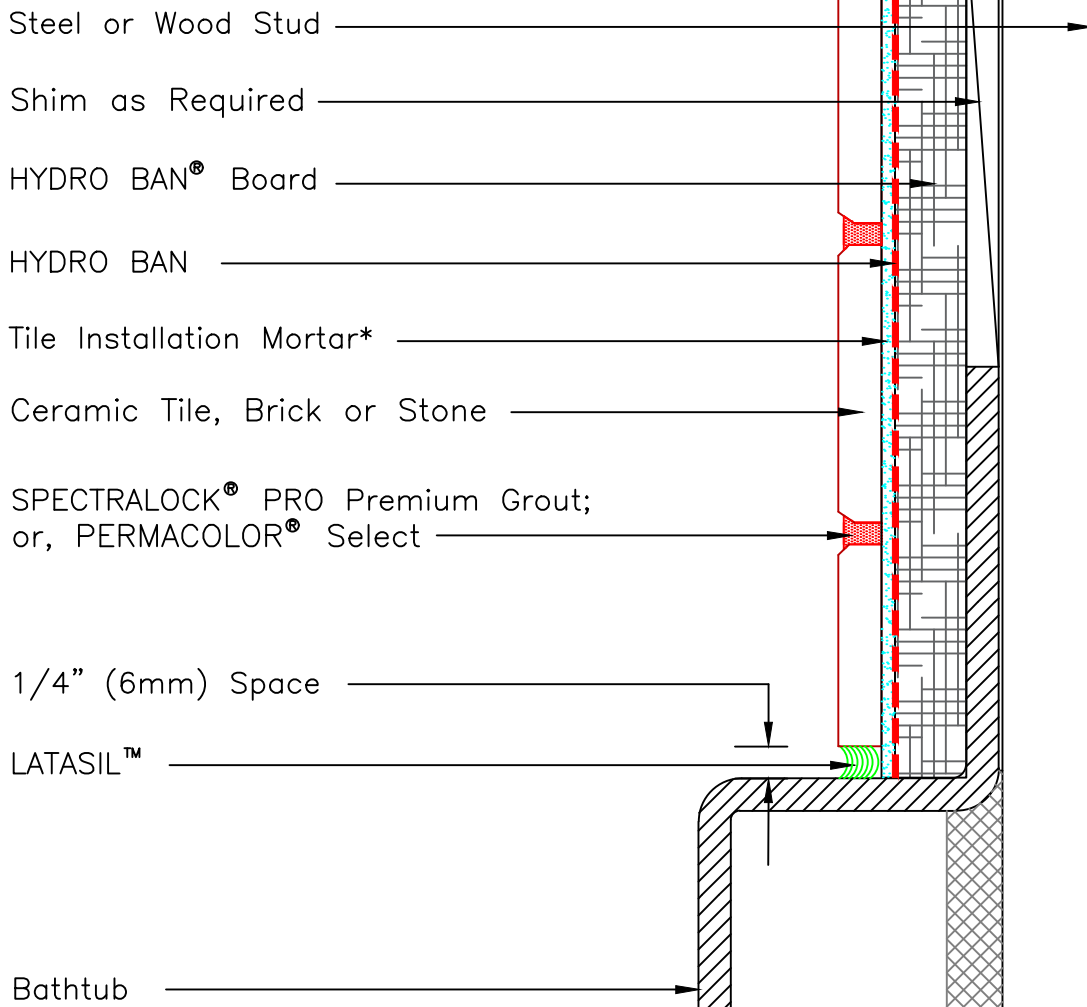 Steel or Wood Stud
Shim as Required
HYDRO BAN® Board
HYDRO BAN
Tile Installation Mortar*
Ceramic Tile, Brick or Stone
SPECTRALOCK® PRO Premium Grout;
or, PERMACOLOR® Select
1/4” (6mm) Space
LATASIL™
Bathtub